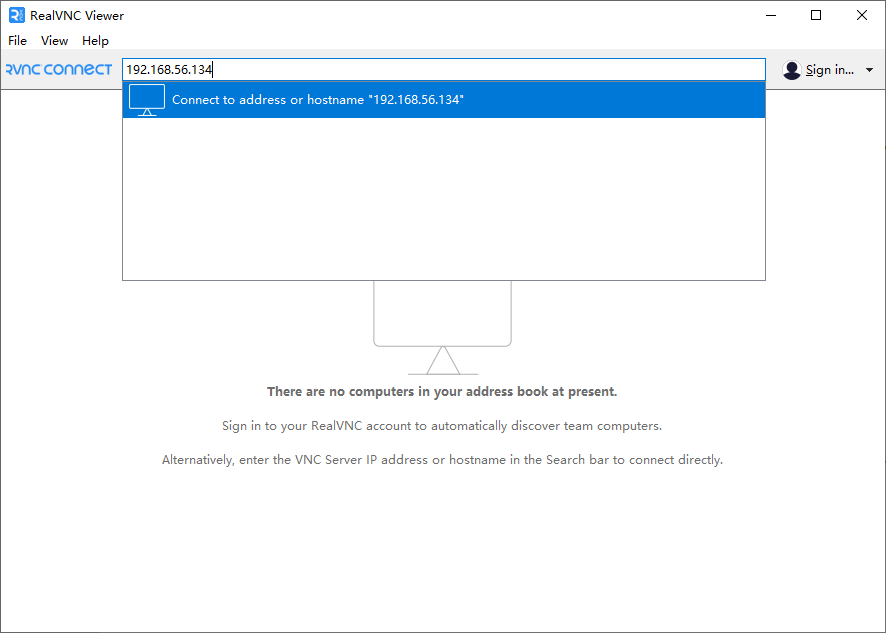 RealVNC Viewer
File View Help
RVNC CONNECT
192.168.56.134
Sign in...
Connect to address or hostname "192.168.56.134"
There are no computers in your address book at present.
Sign in to your RealVNC account to automatically discover team computers.
Alternatively, enter the VNC Server IP address or hostname in the Search bar to connect directly.